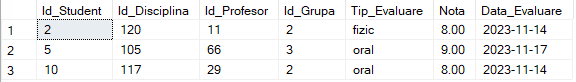 Id_Student Id_Disciplina Id_Profesor Id_Grupa Tip_Evaluare Nota Data_Evaluare
1 2 120 11 2 fizic 8.00 2023-11-14
2 5 105 66 3 oral 9.00 2023-11-17
3 10 117 29 2 oral 8.00 2023-11-14